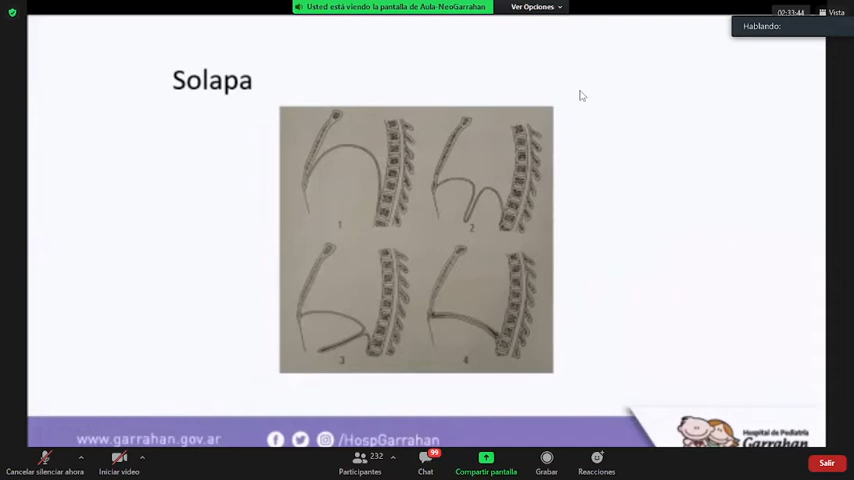 Usted está viendo la pantalla de Aula-NeoGarrahan
Ver Opciones
02:33:44
Vista
Hablando:
Solapa
1
2
3
4
www.garrahan.gov.ar
/HospGarrahan
Hospital de Pediatría
Garrahan
Cancelar silenciar ahora
Iniciar video
232
Participantes
99
Chat
Compartir pantalla
Grabar
Reacciones
Salir